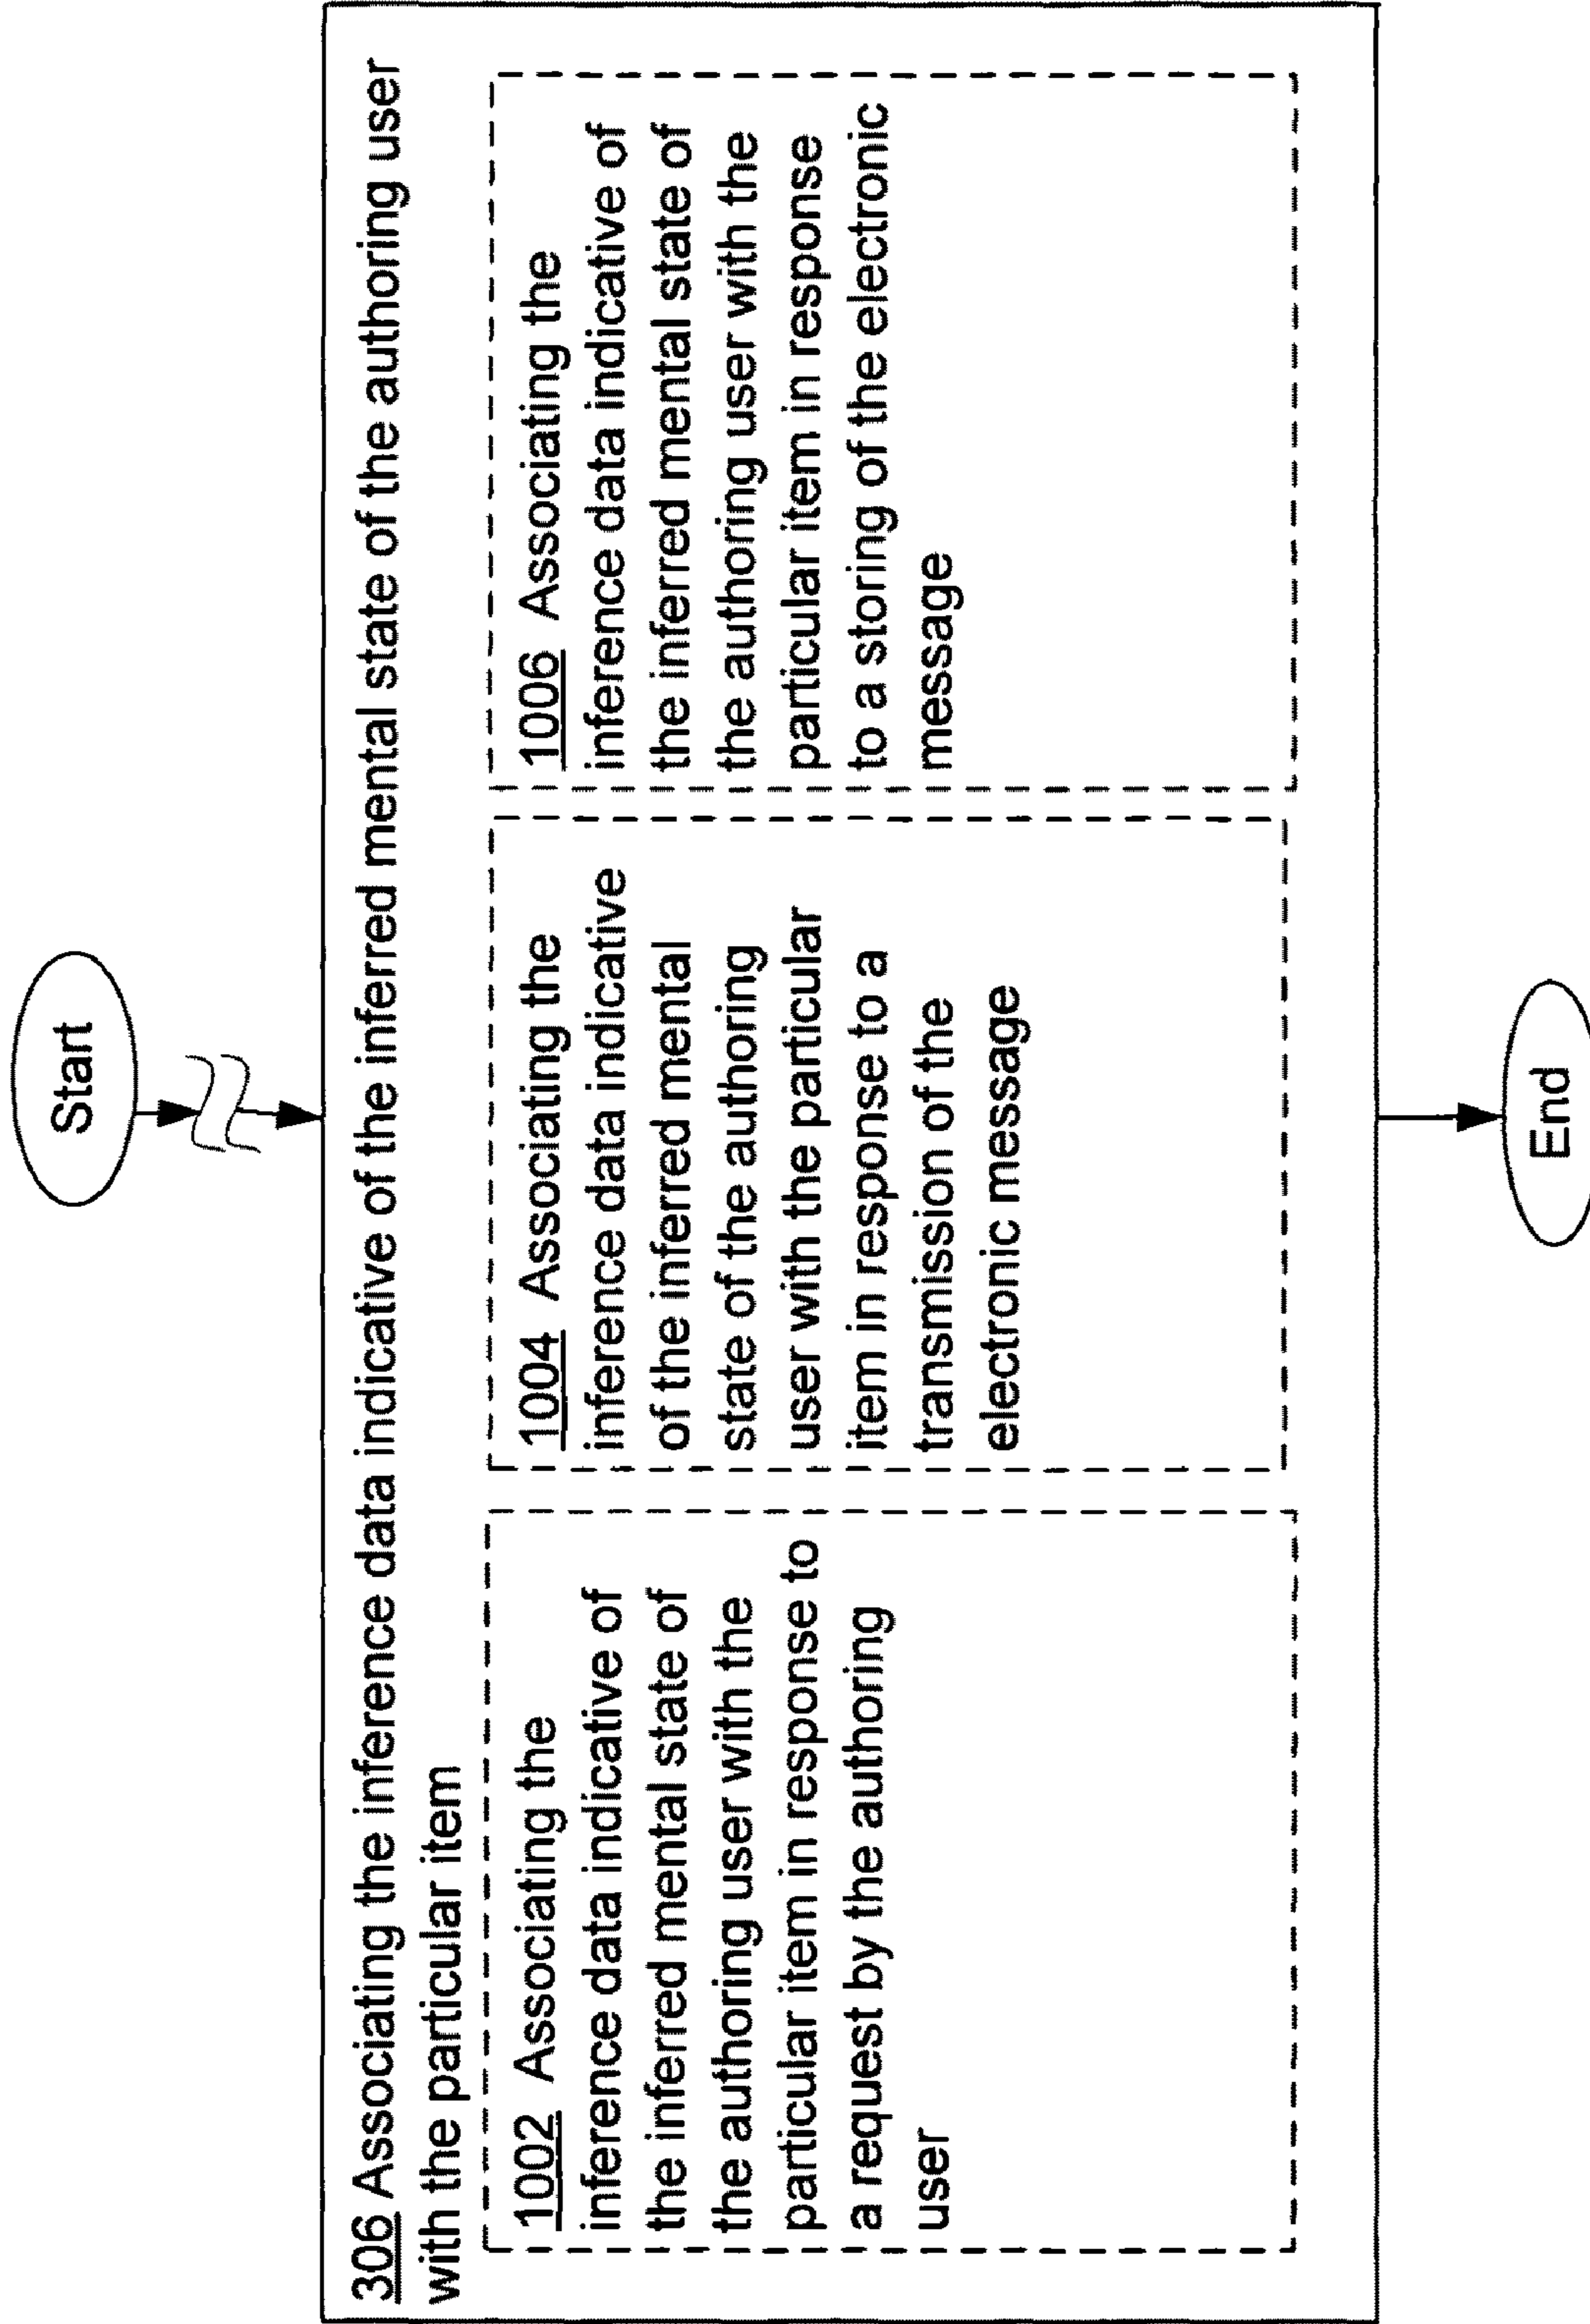 Start
306 Associating the inference data indicative of the inferred mental state of the authoring user
with the particular item
1002 Associating the
inference data indicative of
the inferred mental state of
the authoring user with the
particular item in response to
a request by the authoring
user
1004 Associating the
inference data indicative
of the inferred mental
state of the authoring
user with the particular
item in response to a
transmission of the
electronic message
1006 Associating the
inference data indicative of
the inferred mental state of
the authoring user with the
particular item in response
to a storing of the electronic
message
End